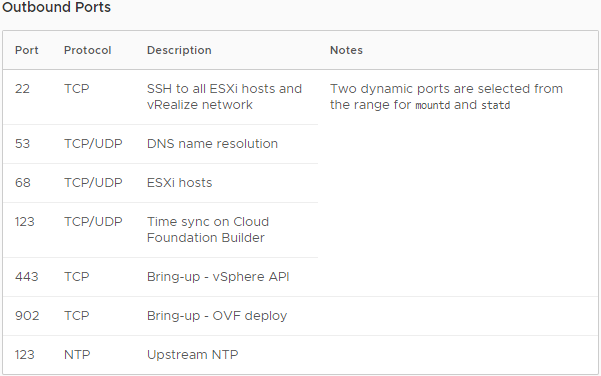 Outbound Ports
Port Protocol Description Notes
22 TCP SSH to all ESXi hosts and Two dynamic ports are selected from
vRealize network the range for mountd and statd
53 TCP/UDP DNS name resolution
68 TCP/UDP ESXi hosts
123 TCP/UDP Time sync on Cloud
Foundation Builder
443 TCP Bring-up - vSphere API
902 TCP Bring-up - OVF deploy
123 NTP Upstream NTP